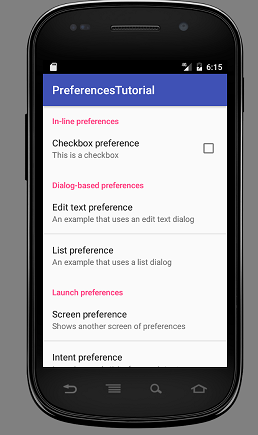 6:15
PreferencesTutorial
In-line preferences
Checkbox preference
This is a checkbox
Dialog-based preferences
Edit text preference
An example that uses an edit text dialog
List preference
An example that uses a list dialog
Launch preferences
Screen preference
Shows another screen of preferences
Intent preference